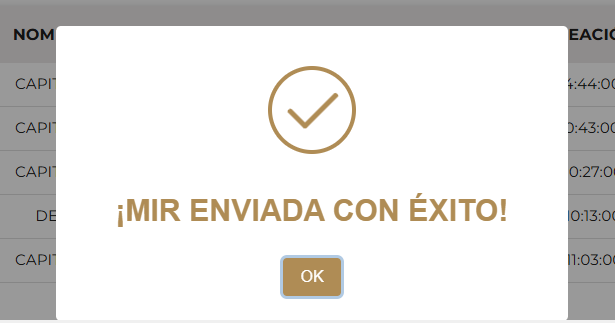 NOM
EACIO
CAPIT
4:44:00
CAPIT
0:43:00
CAPIT
0:27:00
DE
10:13:00
CAPIT
11:03:00
¡MIR ENVIADA CON ÉXITO!
OK